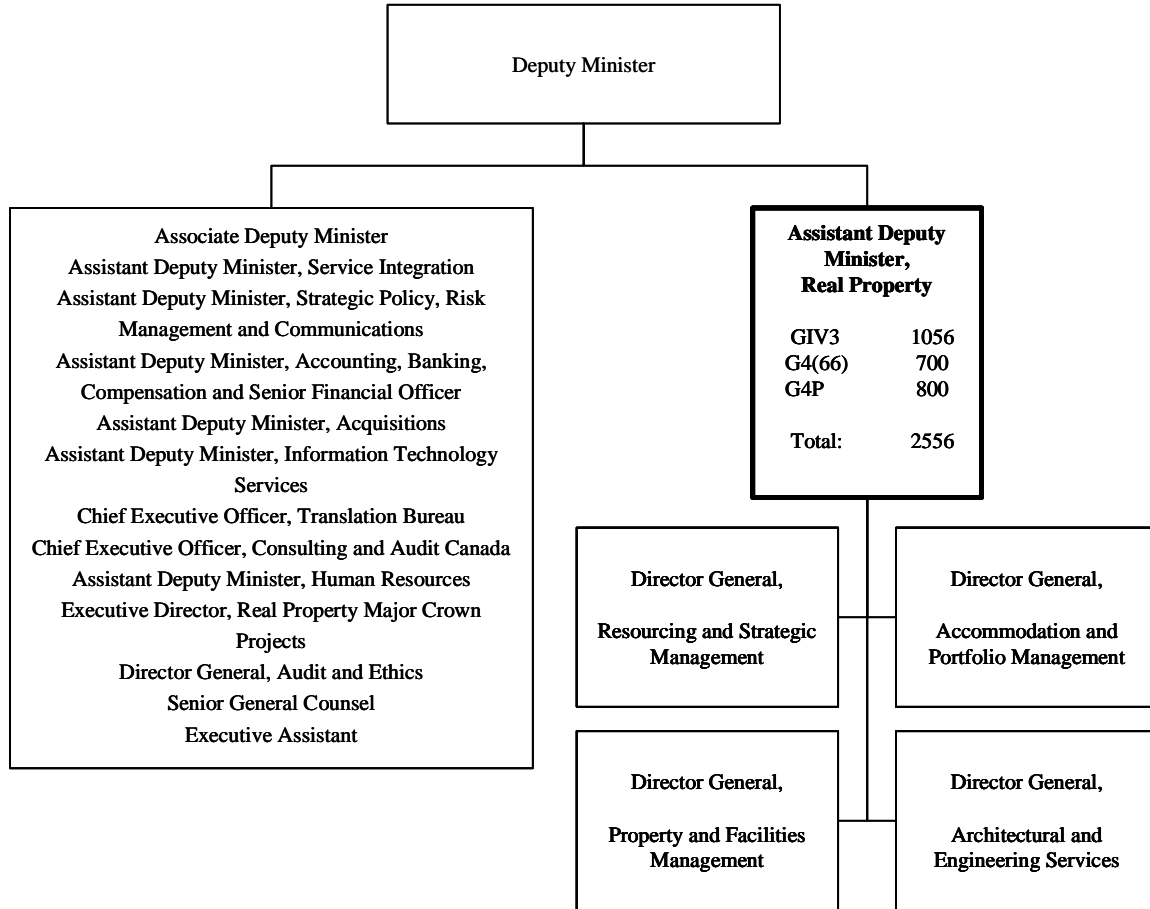 Deputy Minister
Associate Deputy Minister
Assistant Deputy Minister, Service Integration
Assistant Deputy Minister, Strategic Policy, Risk
Management and Communications
Assistant Deputy Minister, Accounting, Banking,
Compensation and Senior Financial Officer
Assistant Deputy Minister, Acquisitions
Assistant Deputy Minister, Information Technology
Services
Chief Executive Officer, Translation Bureau
Chief Executive Officer, Consulting and Audit Canada
Assistant Deputy Minister, Human Resources
Executive Director, Real Property Major Crown
Projects
Director General, Audit and Ethics
Senior General Counsel
Executive Assistant
Assistant Deputy
Minister,
Real Property
GIV3 1056
G4(66) 700
G4P 800
Total: 2556
Director General,
Resourcing and Strategic
Management
Director General,
Accommodation and
Portfolio Management
Director General,
Property and Facilities
Management
Director General,
Architectural and
Engineering Services